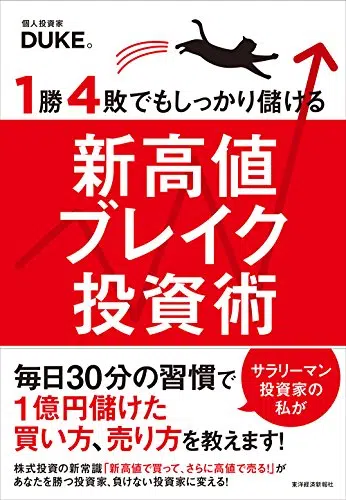 個人投資家
DUKE。
1勝4敗でもしっかり儲ける
新高値
ブレイク
投資術
毎日30分の習慣で
1億円儲けた
買い方、売り方を教えます!
サラリーマン
投資家の
私が
株式投資の新常識「新高値で買って、さらに高値で売る!」が
あなたを勝つ投資家、負けない投資家に変える!
東洋経済新報社